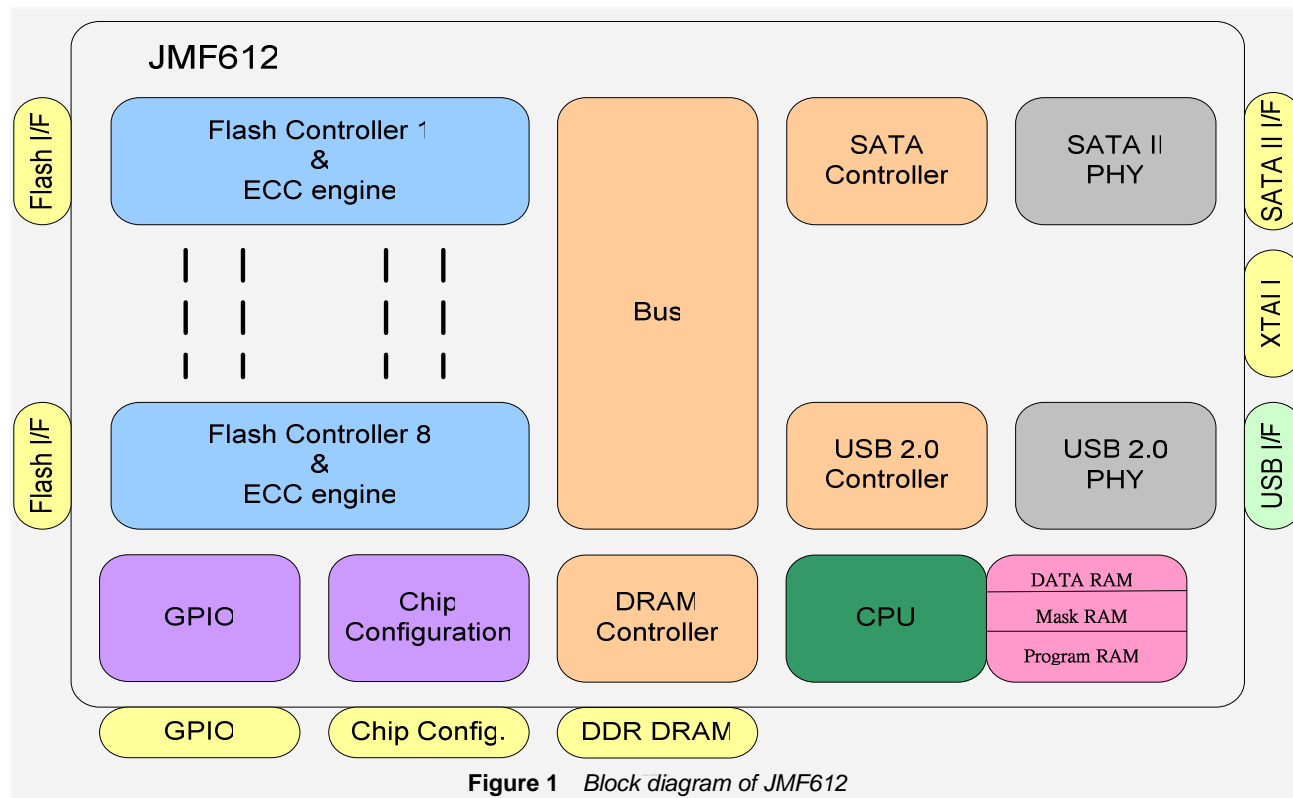 JMF612
Flash I/F
Flash Controller 1
&
ECC engine
Bus
SATA
Controller
SATA II
PHY
SATA II I/F
XTAI I
Flash I/F
Flash Controller 8
&
ECC engine
USB 2.0
Controller
USB 2.0
PHY
USB I/F
GPIO
Chip
Configuration
DRAM
Controller
CPU
DATA RAM
Mask RAM
Program RAM
GPIO
Chip Config.
DDR DRAM
Figure 1 Block diagram of JMF612